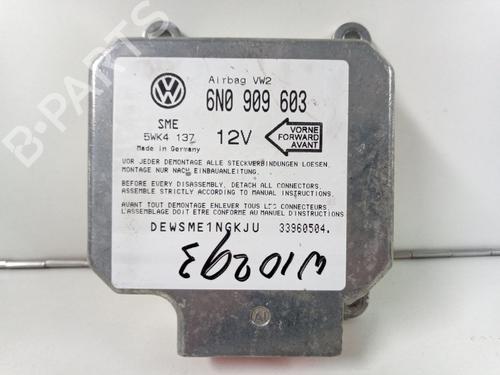 B-PARTS
Airbag VW2
6N0 909 603
SME
5WK4 137
Made in Germany
12V
VORNE
FORWARD
AVANT
VOR JEDER DEMONTAGE ALLE STECKVERBINDUNGEN LOESEN.
MONTAGE NUR NACH EINBAUANLEITUNG.
BEFORE EVERY DISASSEMBLY, DETACH ALL CONNECTORS.
ASSEMBLE STRICTLY ACCORDING TO MANUAL INSTRUCTIONS
AVANT TOUT DEMONTAGE ENLEVER TOUS LES CONNECTEURS.
L'ASSEMBLAGE DOIT ETRE CONFORME AU MANUEL D'INSTRUCTIONS
DEWSME1NGKJU 33960504.
W10293